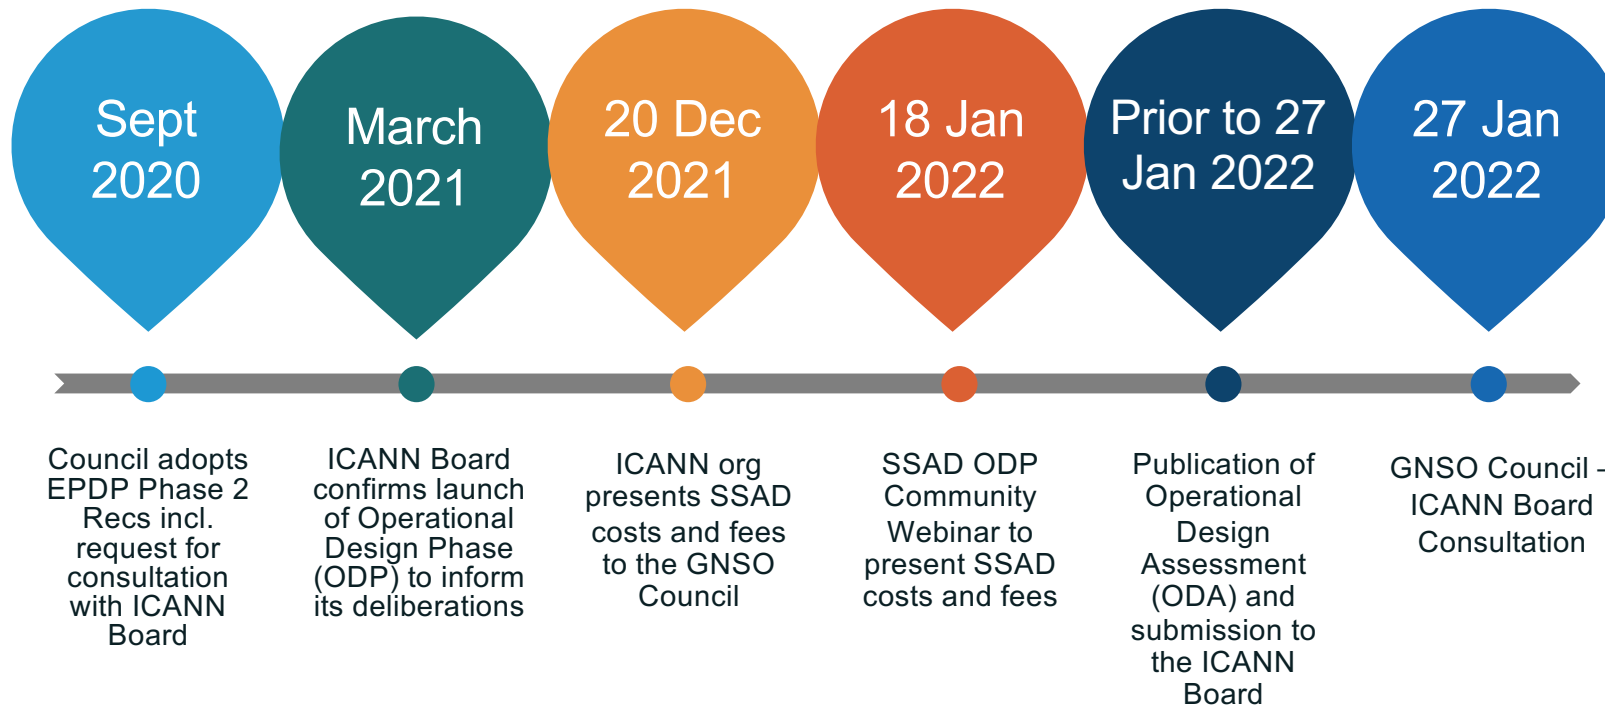 Sept
2020
March
2021
20 Dec
2021
18 Jan
2022
Prior to 27
Jan 2022
27 Jan
2022
Council adopts
EPDP Phase 2
Recs incl.
request for
consultation
with ICANN
Board
ICANN Board
confirms launch
of Operational
Design Phase
(ODP) to inform
its deliberations
ICANN org
presents SSAD
costs and fees
to the GNSO
Council
SSAD ODP
Community
Webinar to
present SSAD
costs and fees
Publication of
Operational
Design
Assessment
(ODA) and
submission to
the ICANN
Board
GNSO Council -
ICANN Board
Consultation